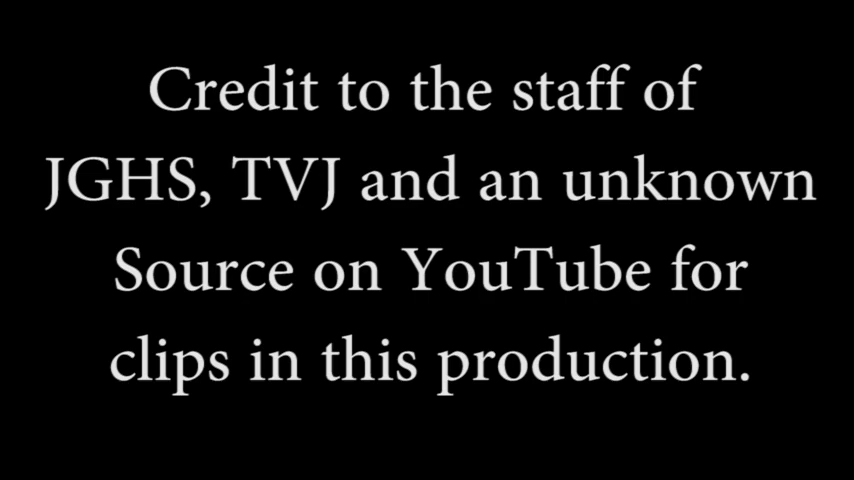 Credit to the staff of
JGHS, TVJ and an unknown
Source on YouTube for
clips in this production.